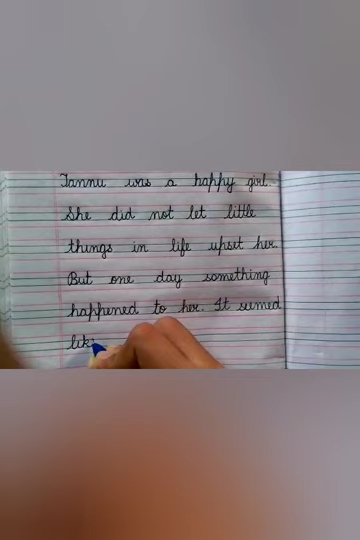 Tannu was a happy girl.
She did not let little
things in life upset her.
But one day something
happened to her. It seemed
lik